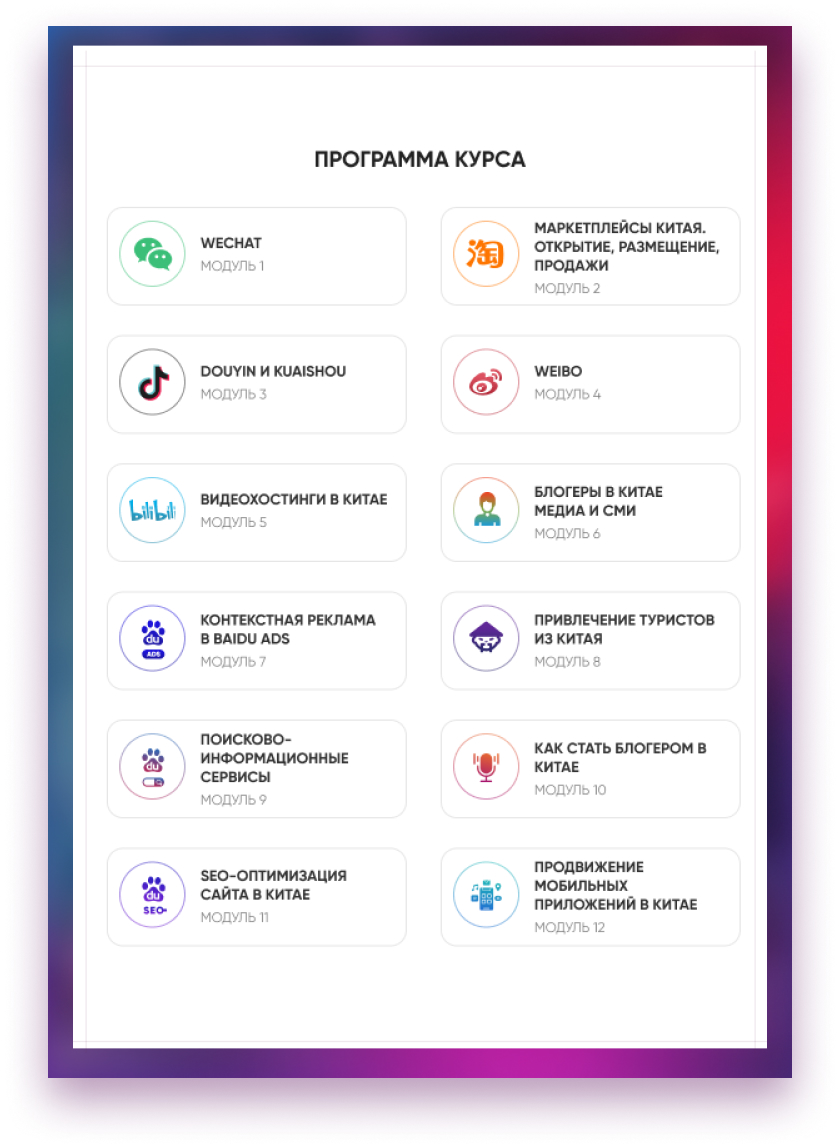 ПРОГРАММА КУРСА
WECHAT
МОДУЛЬ 1
淘
МАРКЕТПЛЕЙСЫ КИТАЯ.
ОТКРЫТИЕ, РАЗМЕЩЕНИЕ,
ПРОДАЖИ
МОДУЛЬ 2
DOUYIN И KUAISHOU
МОДУЛЬ 3
WEIBO
МОДУЛЬ 4
bilibili
ВИДЕОХОСТИНГИ В КИТАЕ
МОДУЛЬ 5
БЛОГЕРЫ В КИТАЕ
МЕДИА И СМИ
МОДУЛЬ 6
du
ADS
КОНТЕКСТНАЯ РЕКЛАМА
В BAIDU ADS
МОДУЛЬ 7
ПРИВЛЕЧЕНИЕ ТУРИСТОВ
ИЗ КИТАЯ
МОДУЛЬ 8
du
ПОИСКОВО-
ИНФОРМАЦИОННЫЕ
СЕРВИСЫ
МОДУЛЬ 9
КАК СТАТЬ БЛОГЕРОМ В
КИТАЕ
МОДУЛЬ 10
du
SEO
SEO-ОПТИМИЗАЦИЯ
САЙТА В КИТАЕ
МОДУЛЬ 11
ПРОДВИЖЕНИЕ
МОБИЛЬНЫХ
ПРИЛОЖЕНИЙ В КИТАЕ
МОДУЛЬ 12